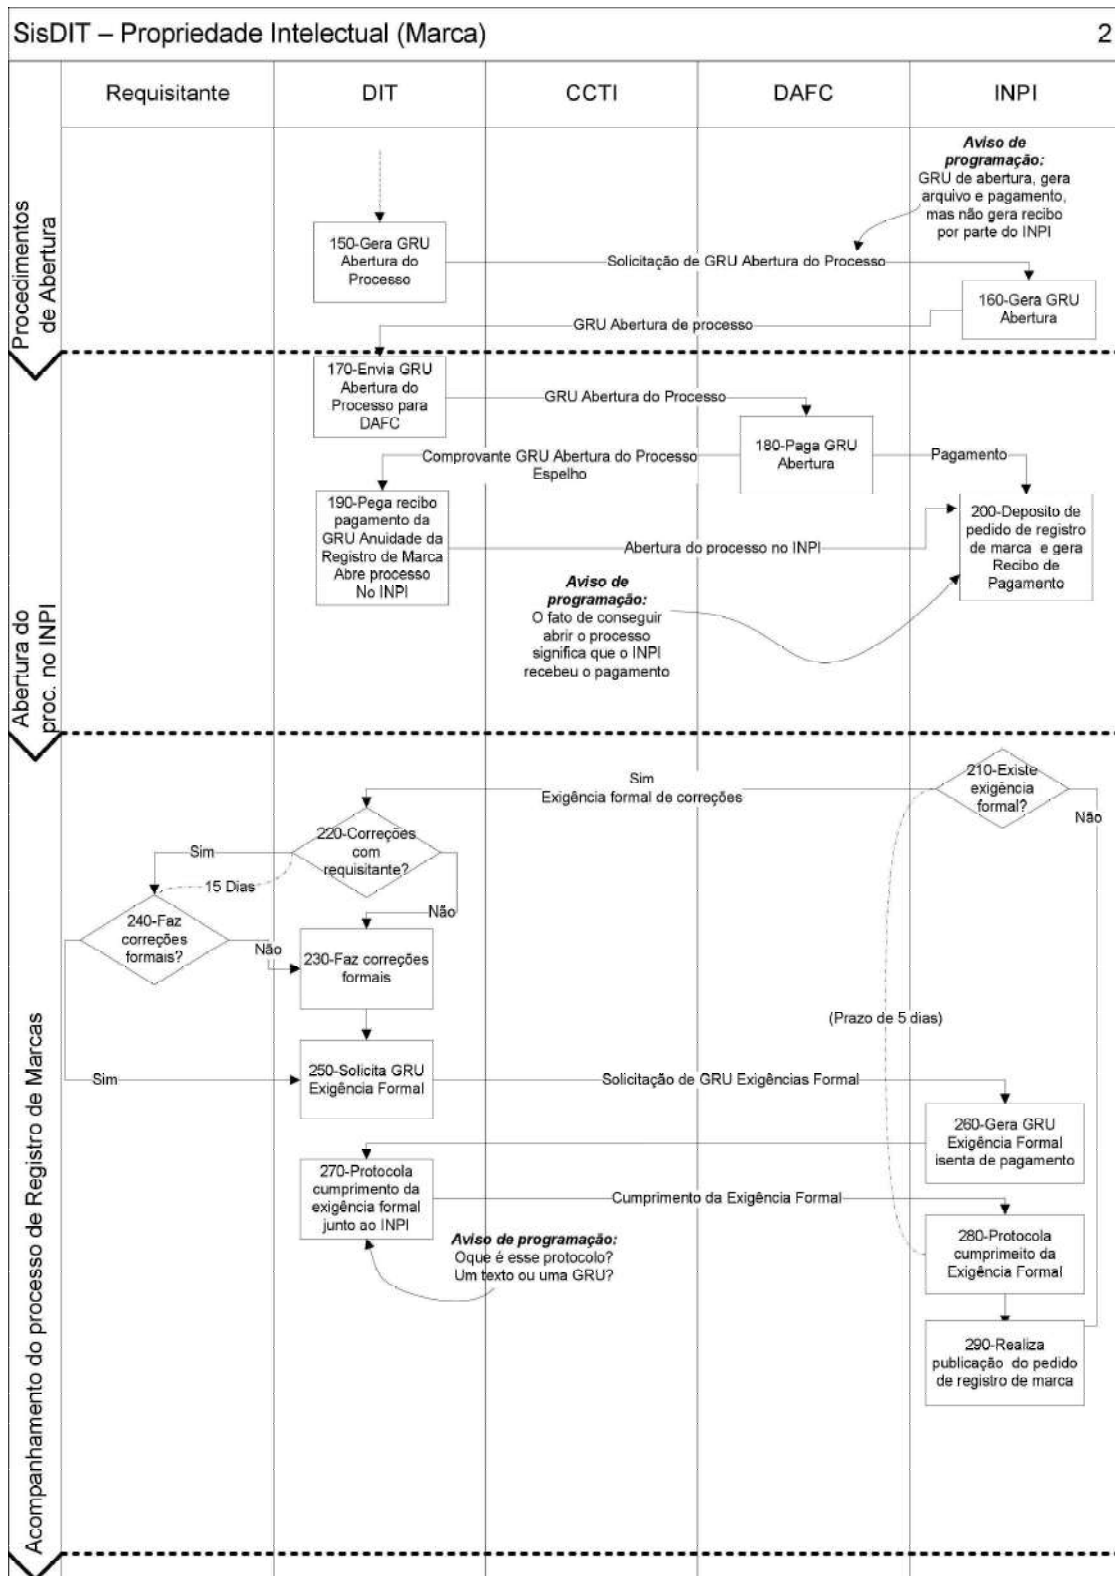 SisDIT – Propriedade Intelectual (Marca)
2
Requisitante
DIT
CCTI
DAFC
INPI
Procedimentos
de Abertura
Aviso de
programação:
GRU de abertura, gera
arquivo e pagamento,
mas não gera recibo
por parte do INPI
150-Gera GRU
Abertura do
Processo
Solicitação de GRU Abertura do Processo
160-Gera GRU
Abertura
GRU Abertura de processo
Abertura do
proc. no INPI
170-Envia GRU
Abertura do
Processo para
DAFC
GRU Abertura do Processo
180-Paga GRU
Abertura
Comprovante GRU Abertura do Processo
Espelho
Pagamento
190-Pega recibo
pagamento da
GRU Anuidade da
Registro de Marca
Abre processo
No INPI
200-Deposito de
pedido de registro
de marca e gera
Recibo de
Pagamento
Abertura do processo no INPI
Aviso de
programação:
O fato de conseguir
abrir o processo
significa que o INPI
recebeu o pagamento
Acompanhamento do processo de Registro de Marcas
210-Existe
exigência
formal?
Sim
Exigência formal de correções
Não
220-Correções
com
requisitante?
Sim
15 Dias
Não
240-Faz
correções
formais?
Não
230-Faz correções
formais
(Prazo de 5 dias)
Sim
250-Solicita GRU
Exigência Formal
Solicitação de GRU Exigências Formal
260-Gera GRU
Exigência Formal
isenta de pagamento
270-Protocola
cumprimento da
exigência formal
junto ao INPI
Cumprimento da Exigência Formal
280-Protocola
cumprimeito da
Exigência Formal
Aviso de programação:
Oque é esse protocolo?
Um texto ou uma GRU?
290-Realiza
publicação do pedido
de registro de marca